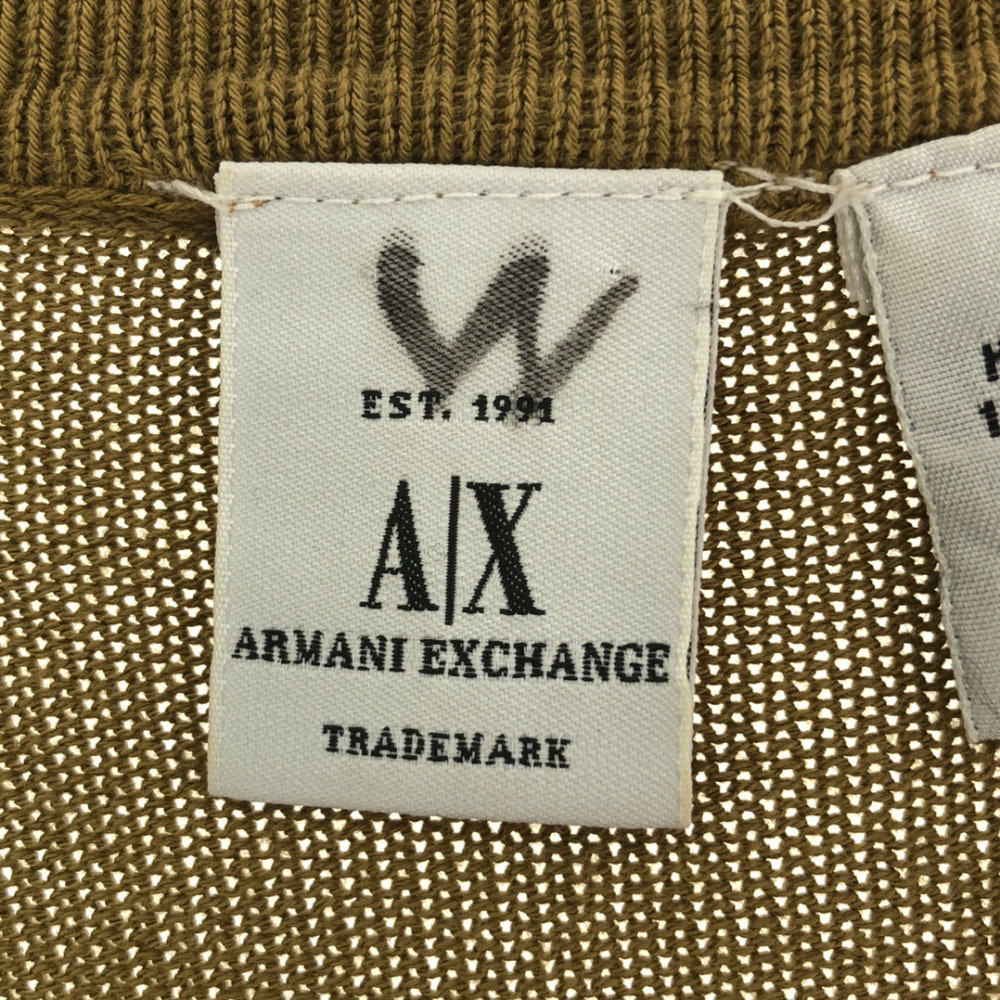 W
EST. 1991
A|X
ARMANI EXCHANGE
TRADEMARK